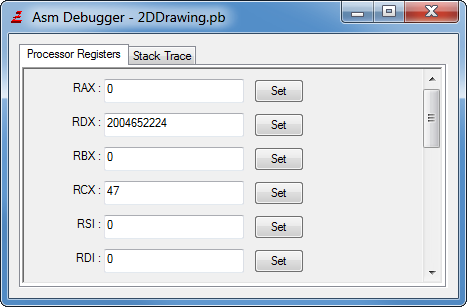 Asm Debugger - 2DDrawing.pb
Processor Registers Stack Trace
RAX : 0 Set
RDX : 2004652224 Set
RBX : 0 Set
RCX : 47 Set
RSI : 0 Set
RDI : 0 Set